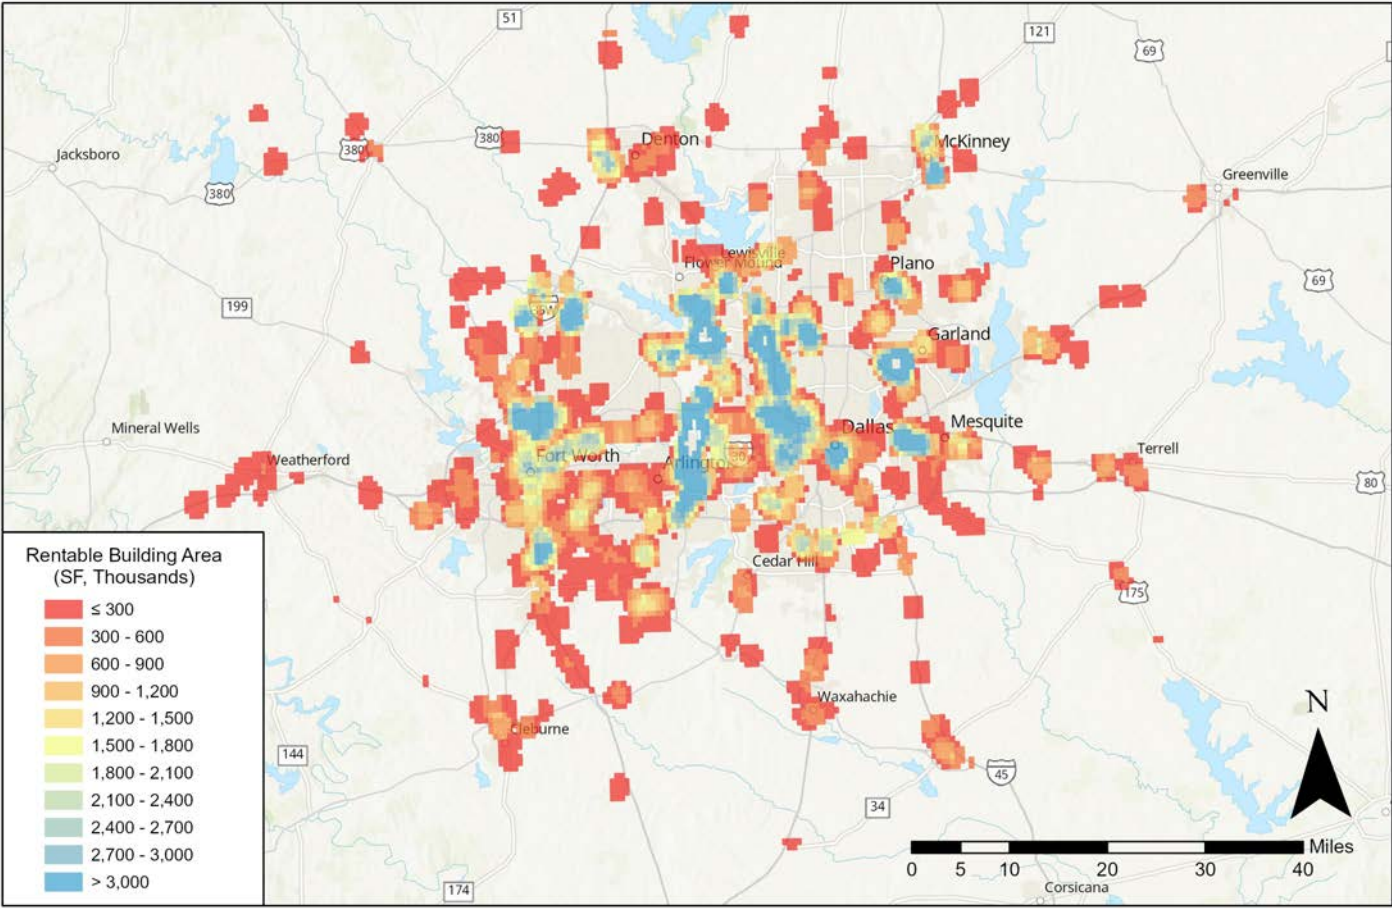 51
121
69
Jacksboro
380
380
380
Denton
McKinney
Greenville
Lewisville
Flower Mound
Plano
69
199
35W
Garland
Mineral Wells
Dallas
Mesquite
Weatherford
Fort Worth
Arlington
Terrell
80
Cedar Hill
175
Rentable Building Area
(SF, Thousands)
≤ 300
300 - 600
600 - 900
900 - 1,200
1,200 - 1,500
1,500 - 1,800
1,800 - 2,100
2,100 - 2,400
2,400 - 2,700
2,700 - 3,000
> 3,000
Waxahachie
N
Cleburne
144
45
34
Miles
0 5 10 20 30 40
174
Corsicana